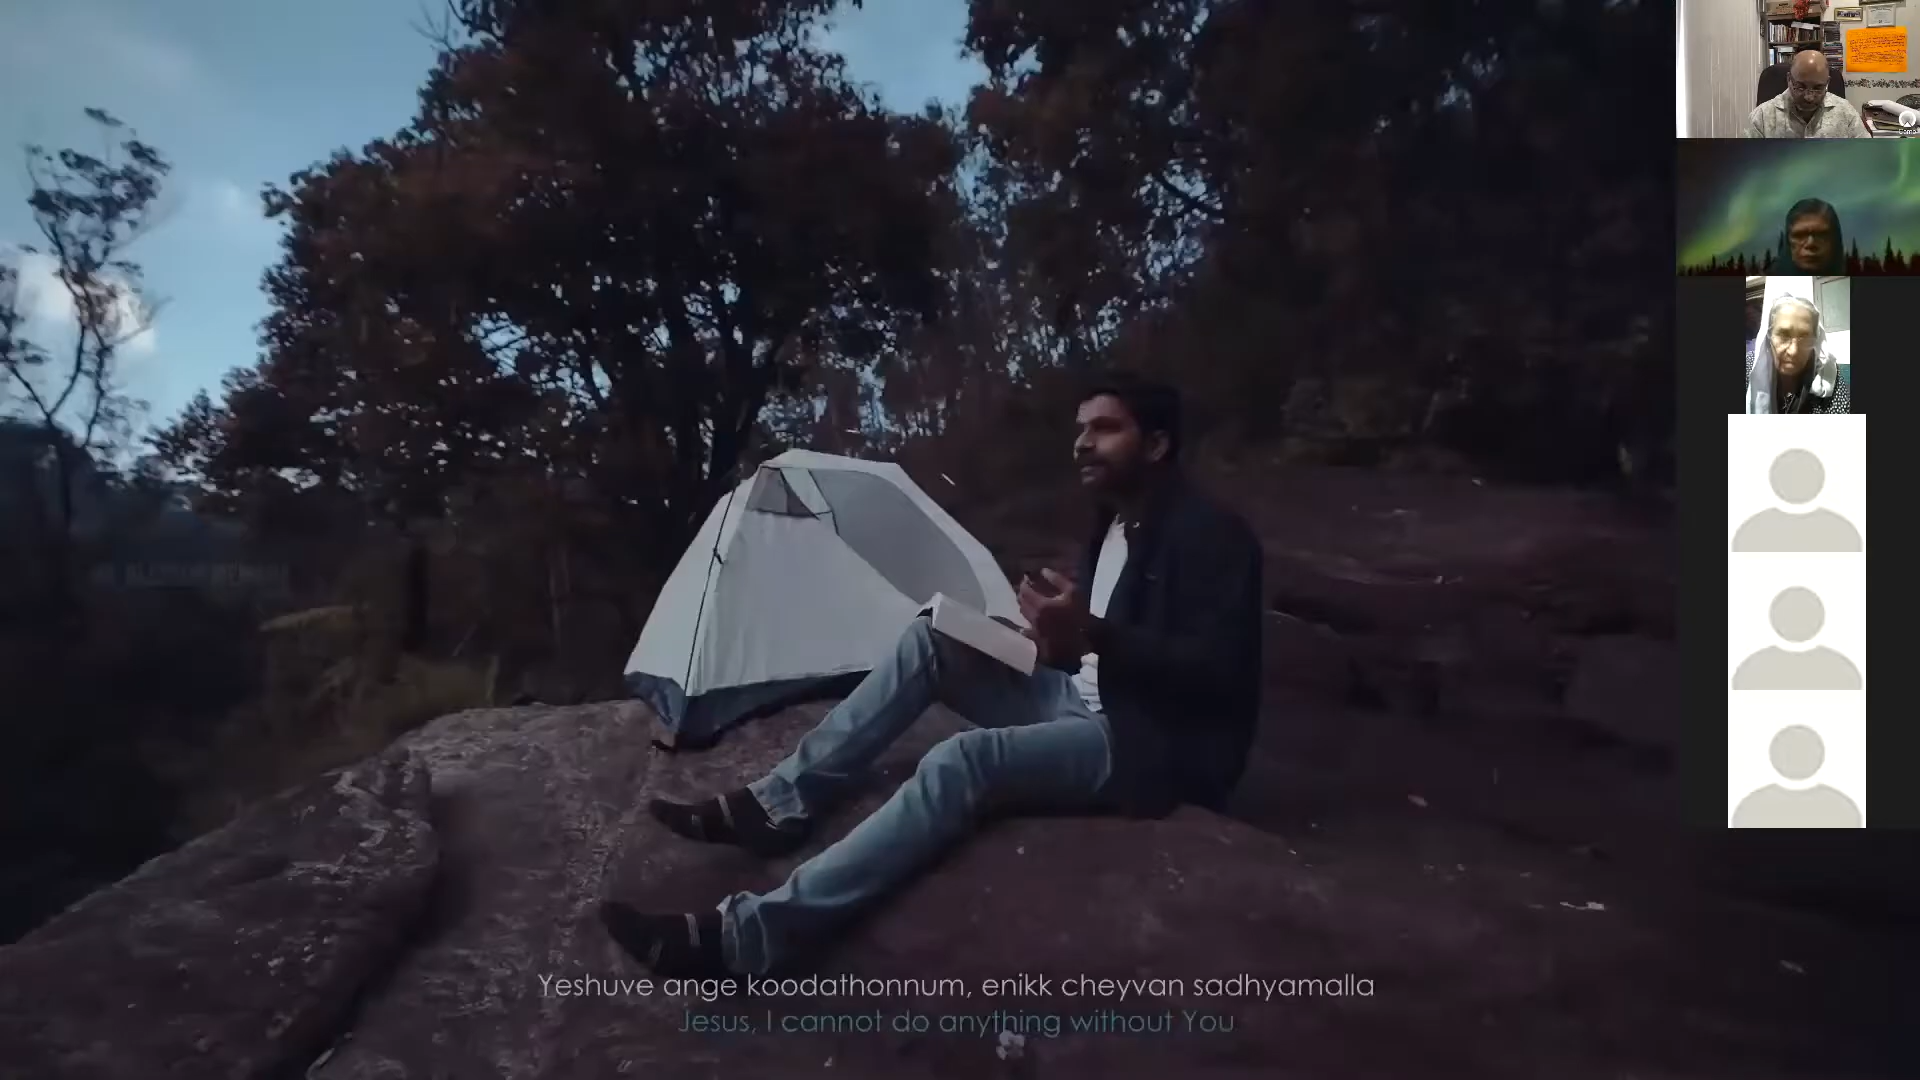 Yeshuve ange koodathonnum, enikk cheyvan sadhyamalla
Jesus, I cannot do anything without You